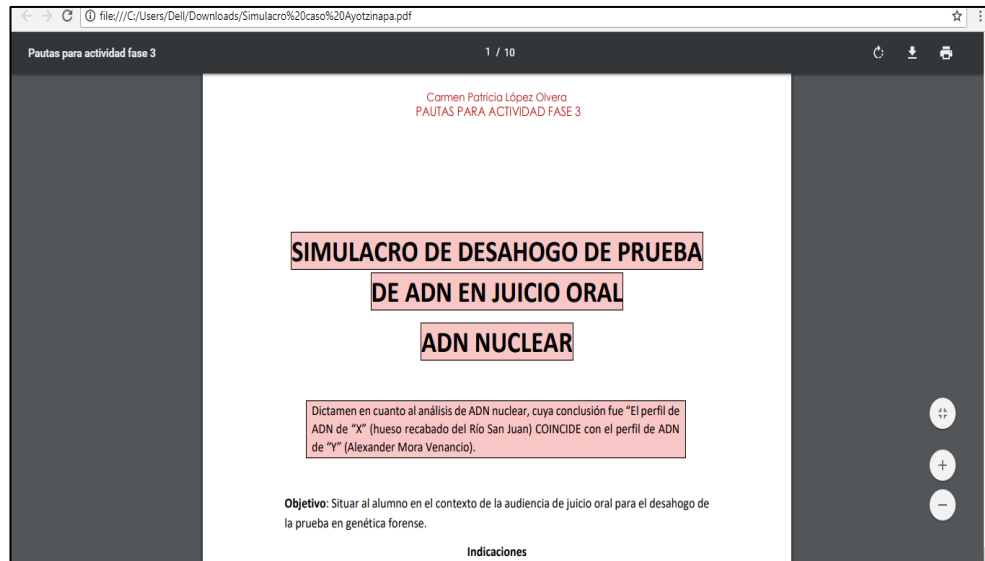 file:///C:/Users/Dell/Downloads/Simulacro%20caso%20Ayotzinapa.pdf
Pautas para actividad fase 3
1 / 10
Carmen Patricia López Olvera
PAUTAS PARA ACTIVIDAD FASE 3
SIMULACRO DE DESAHOGO DE PRUEBA
DE ADN EN JUICIO ORAL
ADN NUCLEAR
Dictamen en cuanto al análisis de ADN nuclear, cuya conclusión fue “El perfil de
ADN de “X” (hueso recabado del Río San Juan) COINCIDE con el perfil de ADN
de “Y” (Alexander Mora Venancio).
Objetivo: Situar al alumno en el contexto de la audiencia de juicio oral para el desahogo de
la prueba en genética forense.
Indicaciones